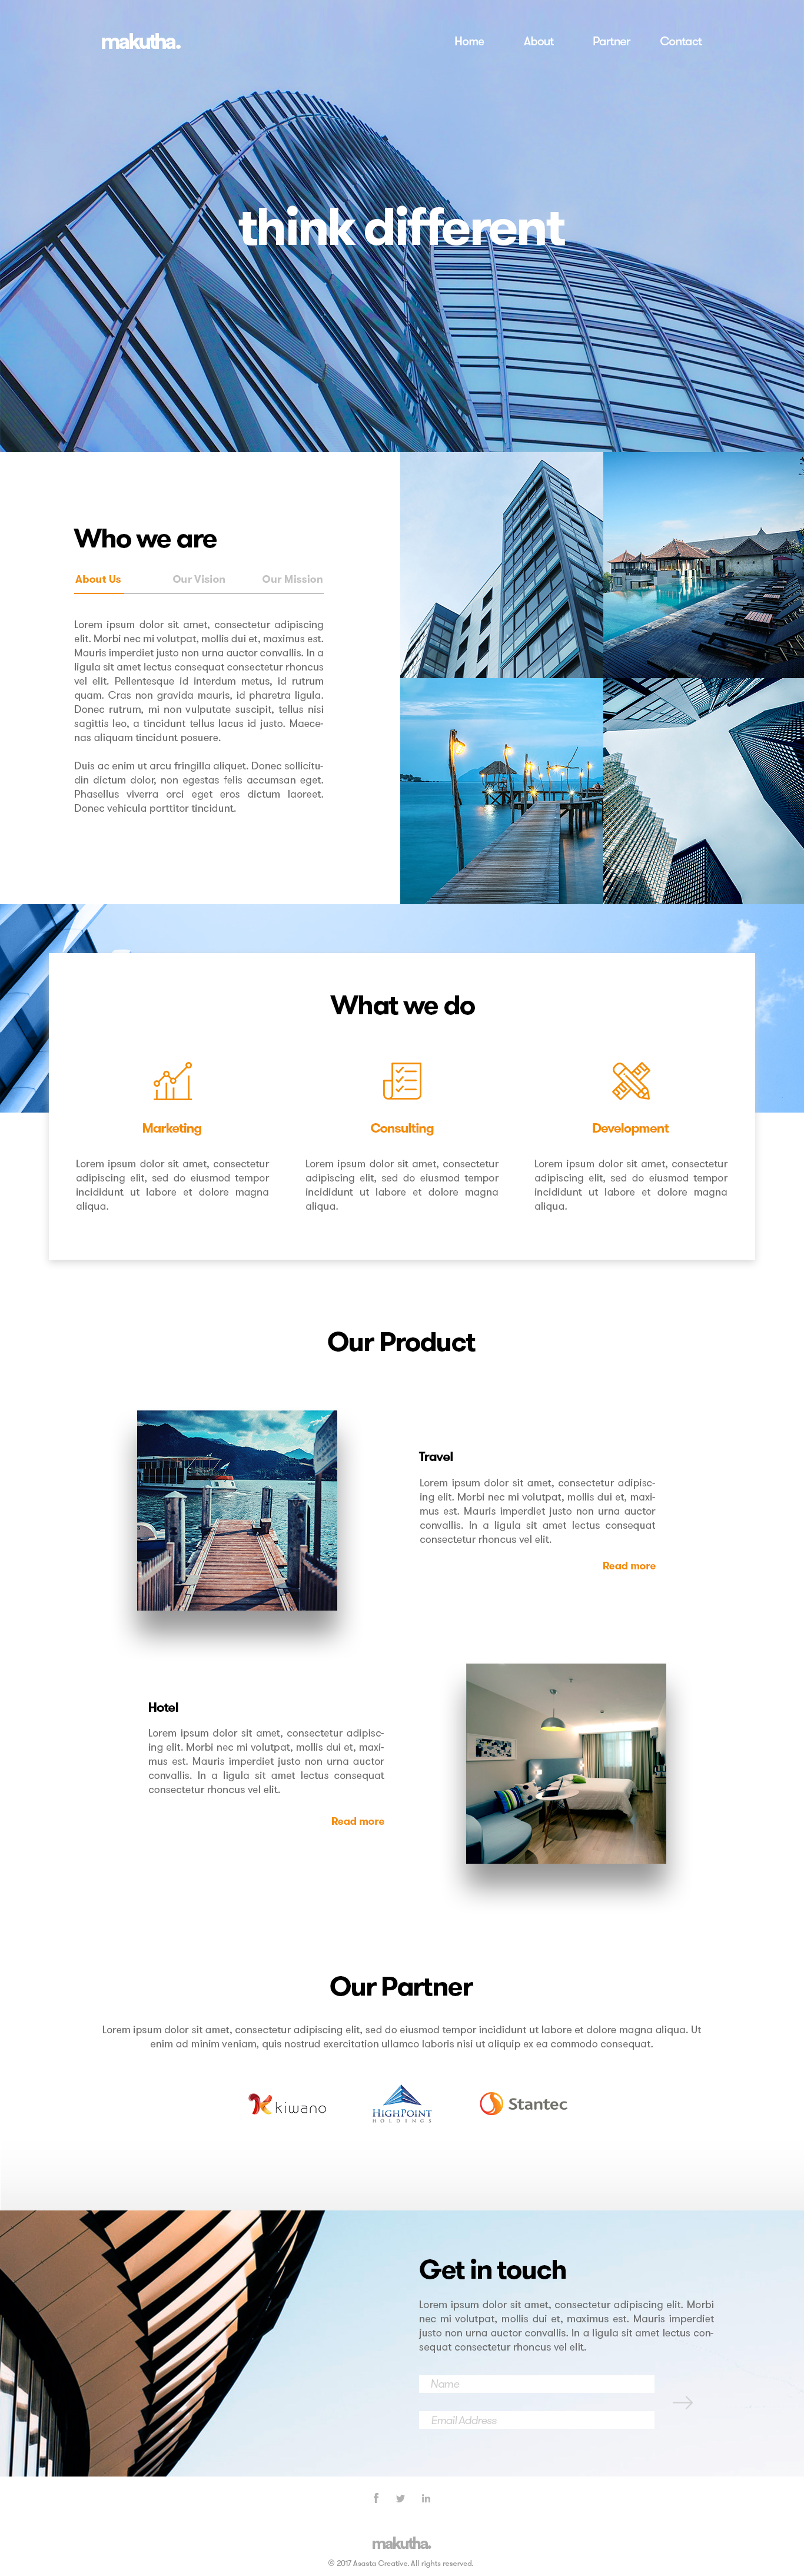 makutha.
Home About Partner Contact
think different
Who we are
About Us Our Vision Our Mission
Lorem ipsum dolor sit amet, consectetur adipiscing
elit. Morbi nec mi volutpat, mollis dui et, maximus est.
Mauris imperdiet justo non urna auctor convallis. In a
ligula sit amet lectus consequat consectetur rhoncus
vel elit. Pellentesque id interdum metus, id rutrum
quam. Cras non gravida mauris, id pharetra ligula.
Donec rutrum, mi non vulputate suscipit, tellus nisi
sagittis leo, a tincidunt tellus lacus id justo. Maece-
nas aliquam tincidunt posuere.
Duis ac enim ut arcu fringilla aliquet. Donec sollicitu-
din dictum dolor, non egestas felis accumsan eget.
Phasellus viverra orci eget eros dictum laoreet.
Donec vehicula porttitor tincidunt.
What we do
Marketing
Lorem ipsum dolor sit amet, consectetur
adipiscing elit, sed do eiusmod tempor
incididunt ut labore et dolore magna
aliqua.
Consulting
Lorem ipsum dolor sit amet, consectetur
adipiscing elit, sed do eiusmod tempor
incididunt ut labore et dolore magna
aliqua.
Development
Lorem ipsum dolor sit amet, consectetur
adipiscing elit, sed do eiusmod tempor
incididunt ut labore et dolore magna
aliqua.
Our Product
Travel
Lorem ipsum dolor sit amet, consectetur adipisc-
ing elit. Morbi nec mi volutpat, mollis dui et, maxi-
mus est. Mauris imperdiet justo non urna auctor
convallis. In a ligula sit amet lectus consequat
consectetur rhoncus vel elit.
Read more
Hotel
Lorem ipsum dolor sit amet, consectetur adipisc-
ing elit. Morbi nec mi volutpat, mollis dui et, maxi-
mus est. Mauris imperdiet justo non urna auctor
convallis. In a ligula sit amet lectus consequat
consectetur rhoncus vel elit.
Read more
Our Partner
Lorem ipsum dolor sit amet, consectetur adipiscing elit, sed do eiusmod tempor incididunt ut labore et dolore magna aliqua. Ut
enim ad minim veniam, quis nostrud exercitation ullamco laboris nisi ut aliquip ex ea commodo consequat.
kiwano
HIGHPOINT
HOLDINGS
Stantec
Get in touch
Lorem ipsum dolor sit amet, consectetur adipiscing elit. Morbi
nec mi volutpat, mollis dui et, maximus est. Mauris imperdiet
justo non urna auctor convallis. In a ligula sit amet lectus con-
sequat consectetur rhoncus vel elit.
Name
Email Address
makutha.
© 2017 Asasta Creative. All rights reserved.